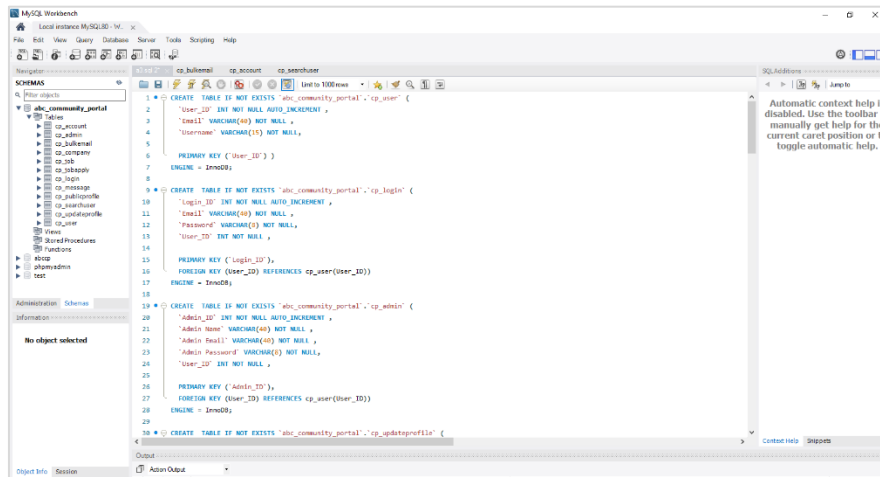 MySQL Workbench
Local instance MySQL80 - W... x
File Edit View Query Database Server Tools Scripting Help
Navigator
SCHEMAS
Filter objects
abc_community_portal
Tables
cp_account
cp_admin
cp_bulkemail
cp_company
cp_job
cp_jobapply
cp_login
cp_message
cp_publicprofile
cp_searchuser
cp_updateprofile
cp_user
Views
Stored Procedures
Functions
abccp
phpmyadmin
test
Administration Schemas
Information
No object selected
Object Info Session
cp_bulkemail cp_account cp_searchuser
Limit to 1000 rows
1 CREATE TABLE IF NOT EXISTS `abc_community_portal`.`cp_user` (
2 `User_ID` INT NOT NULL AUTO_INCREMENT ,
3 `Email` VARCHAR(40) NOT NULL ,
4 `Username` VARCHAR(15) NOT NULL,
5
6 PRIMARY KEY (`User_ID`) )
7 ENGINE = InnoDB;
8
9 CREATE TABLE IF NOT EXISTS `abc_community_portal`.`cp_login` (
10 `Login_ID` INT NOT NULL AUTO_INCREMENT ,
11 `Email` VARCHAR(40) NOT NULL ,
12 `Password` VARCHAR(8) NOT NULL,
13 `User_ID` INT NOT NULL ,
14
15 PRIMARY KEY (`Login_ID`),
16 FOREIGN KEY (User_ID) REFERENCES cp_user(User_ID))
17 ENGINE = InnoDB;
18
19 CREATE TABLE IF NOT EXISTS `abc_community_portal`.`cp_admin` (
20 `Admin_ID` INT NOT NULL AUTO_INCREMENT ,
21 `Admin Name` VARCHAR(40) NOT NULL ,
22 `Admin Email` VARCHAR(40) NOT NULL ,
23 `Admin Password` VARCHAR(8) NOT NULL,
24 `User_ID` INT NOT NULL ,
25
26 PRIMARY KEY (`Admin_ID`),
27 FOREIGN KEY (User_ID) REFERENCES cp_user(User_ID))
28 ENGINE = InnoDB;
29
30 CREATE TABLE IF NOT EXISTS `abc_community_portal`.`cp_updateprofile` (
Output
Action Output
SQLAdditions
Jump to
Automatic context help i
disabled. Use the toolbar
manually get help for the
current caret position or t
toggle automatic help.
Context Help Snippets